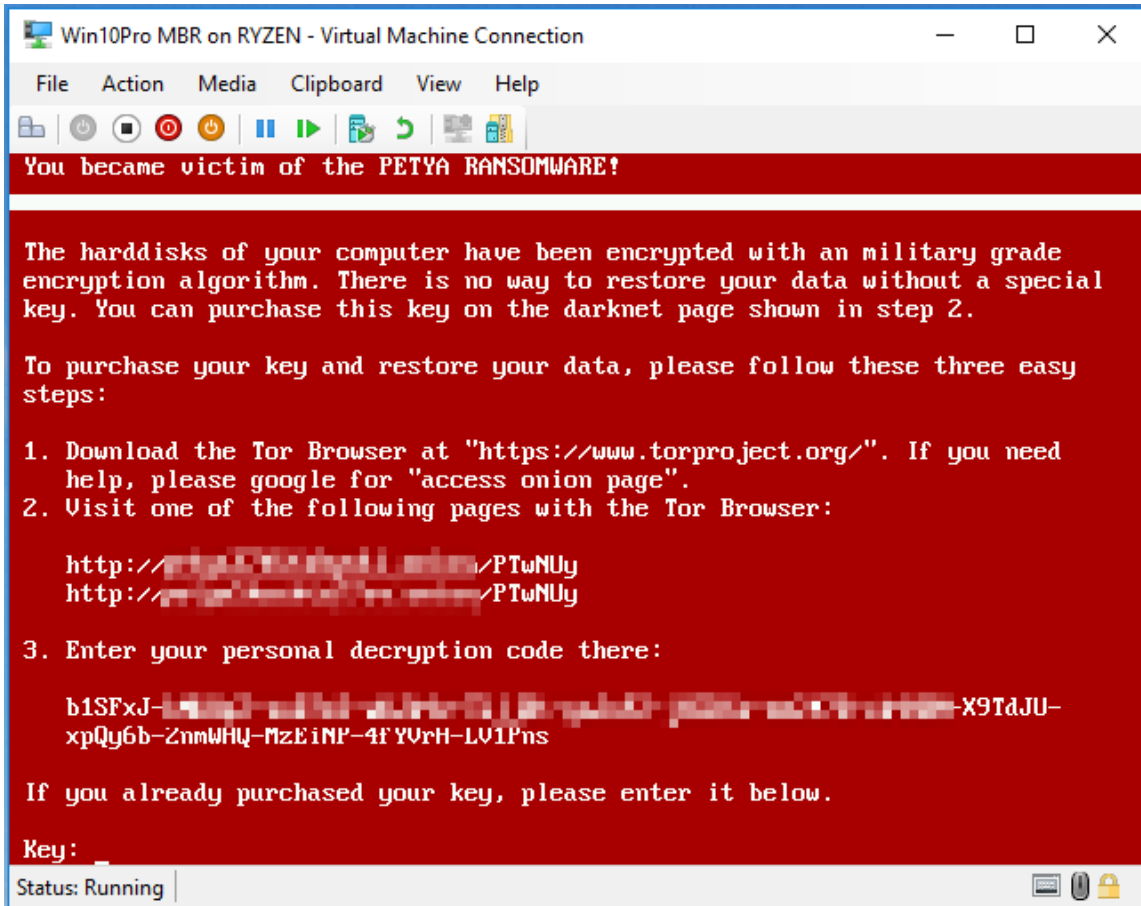 Win10Pro MBR on RYZEN - Virtual Machine Connection
File Action Media Clipboard View Help
You became victim of the PETYA RANSOMWARE!
The harddisks of your computer have been encrypted with an military grade
encryption algorithm. There is no way to restore your data without a special
key. You can purchase this key on the darknet page shown in step 2.
To purchase your key and restore your data, please follow these three easy
steps:
1. Download the Tor Browser at "https://www.torproject.org/". If you need
help, please google for "access onion page".
2. Visit one of the following pages with the Tor Browser:
http:// /PTwNUy
http:// /PTwNUy
3. Enter your personal decryption code there:
b1SFxJ- -X9TdJU-
xpQy6b-2nmWHQ-MzEiNP-4fYVrH-LV1Pns
If you already purchased your key, please enter it below.
Key: _
Status: Running